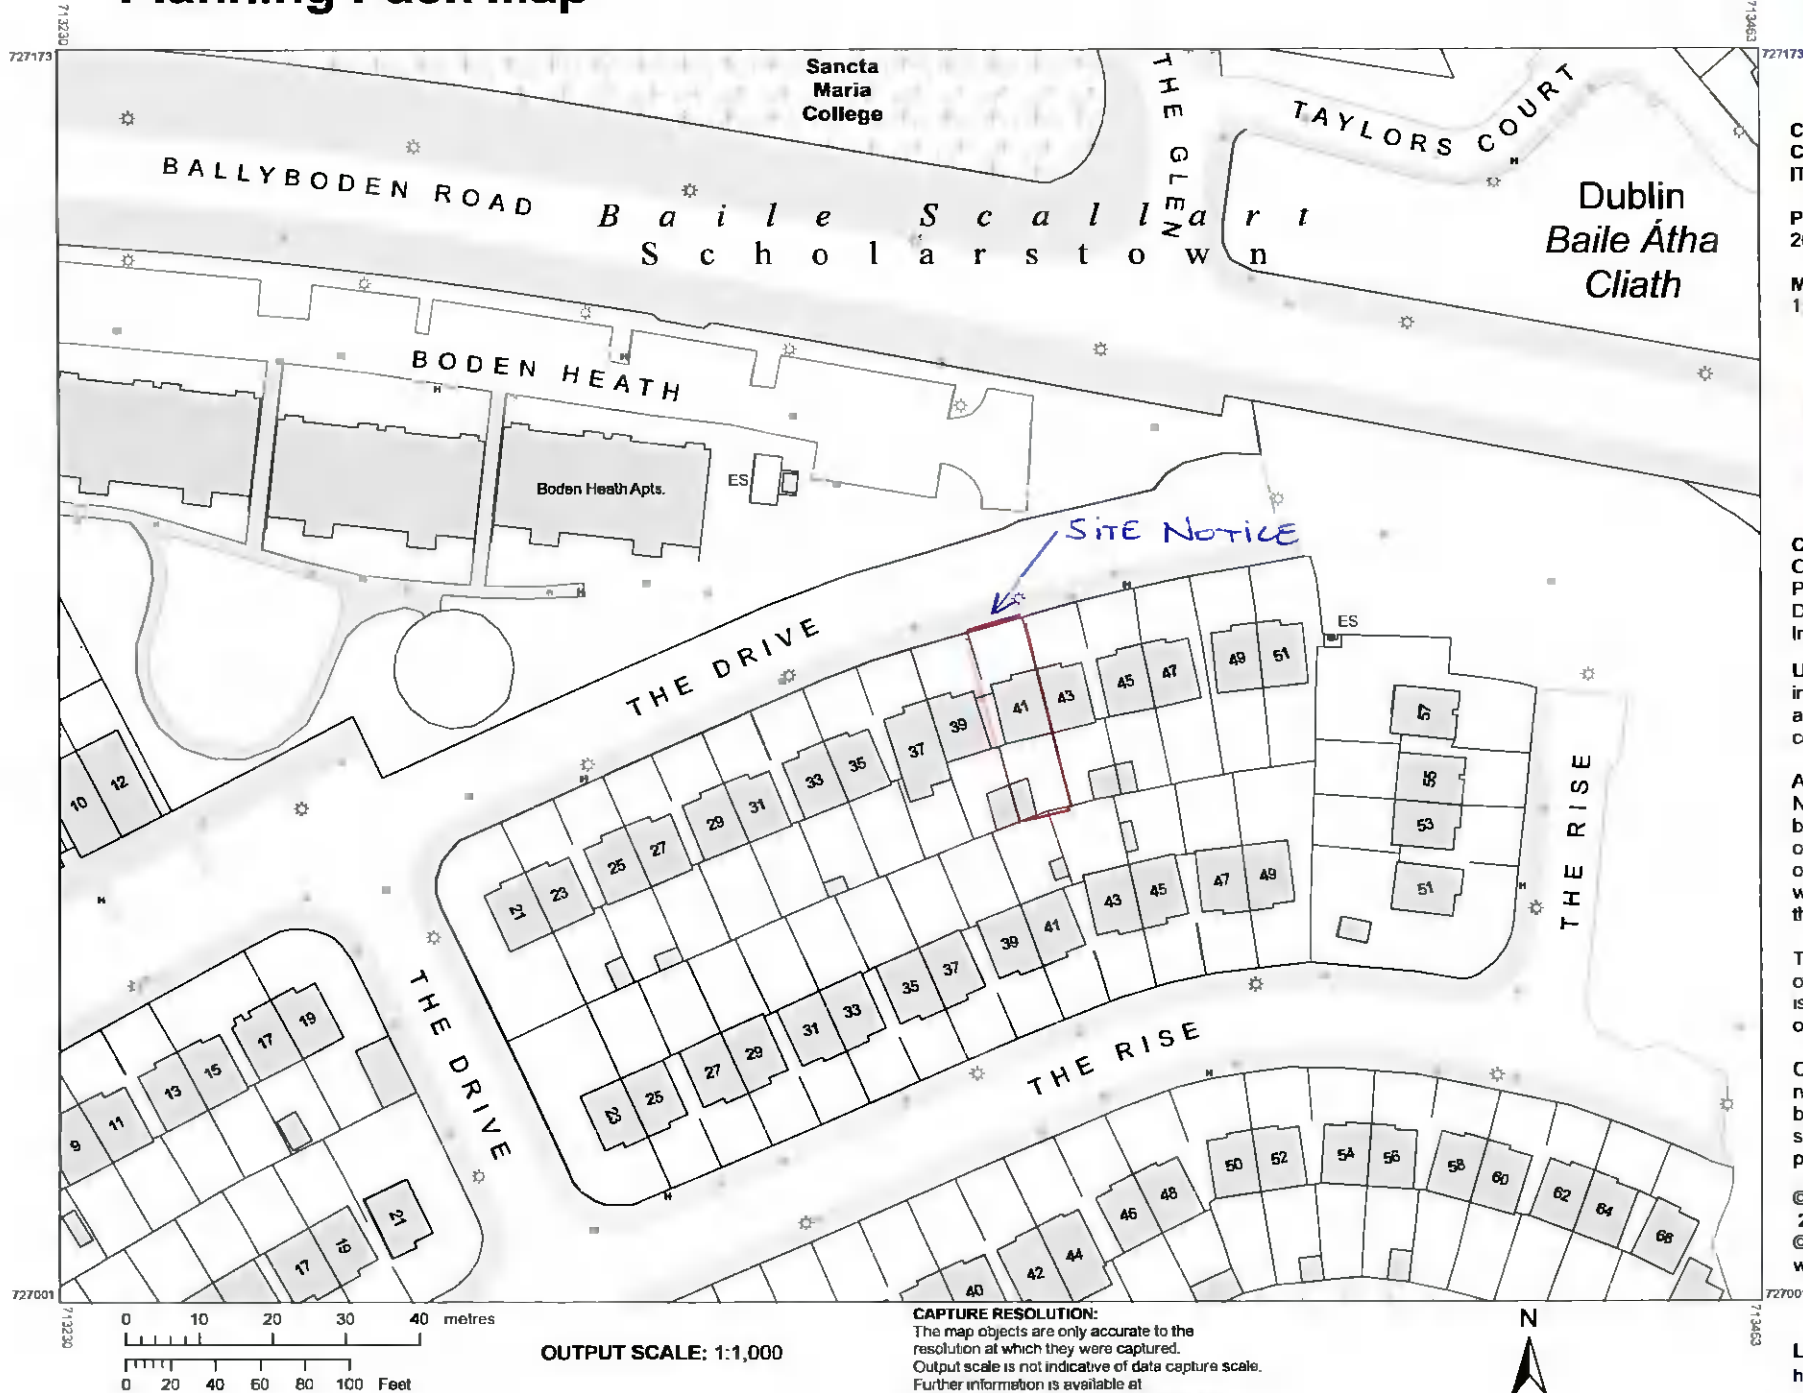 713230
713463
727173
727173
Sancta
Maria
College
THE GLEN
TAYLORS COURT
BALLYBODEN ROAD
Baile Scallart
Scholarstown
Dublin
Baile Átha
Cliath
BODEN HEATH
Boden Heath Apts.
ES
SITE NOTICE
THE DRIVE
ES
41
43
45
47
49
51
57
55
53
51
THE RISE
39
37
35
33
31
29
27
25
23
21
10
12
THE DRIVE
49
47
45
43
41
39
37
35
33
31
29
27
25
23
THE RISE
19
17
15
13
11
9
21
19
17
50
52
54
56
58
60
62
64
66
48
46
44
42
40
727001
727001
713230
713463
0 10 20 30 40 metres
0 20 40 60 80 100 Feet
OUTPUT SCALE: 1:1,000
CAPTURE RESOLUTION:
The map objects are only accurate to the
resolution at which they were captured.
Output scale is not indicative of data capture scale.
Further information is available at
N